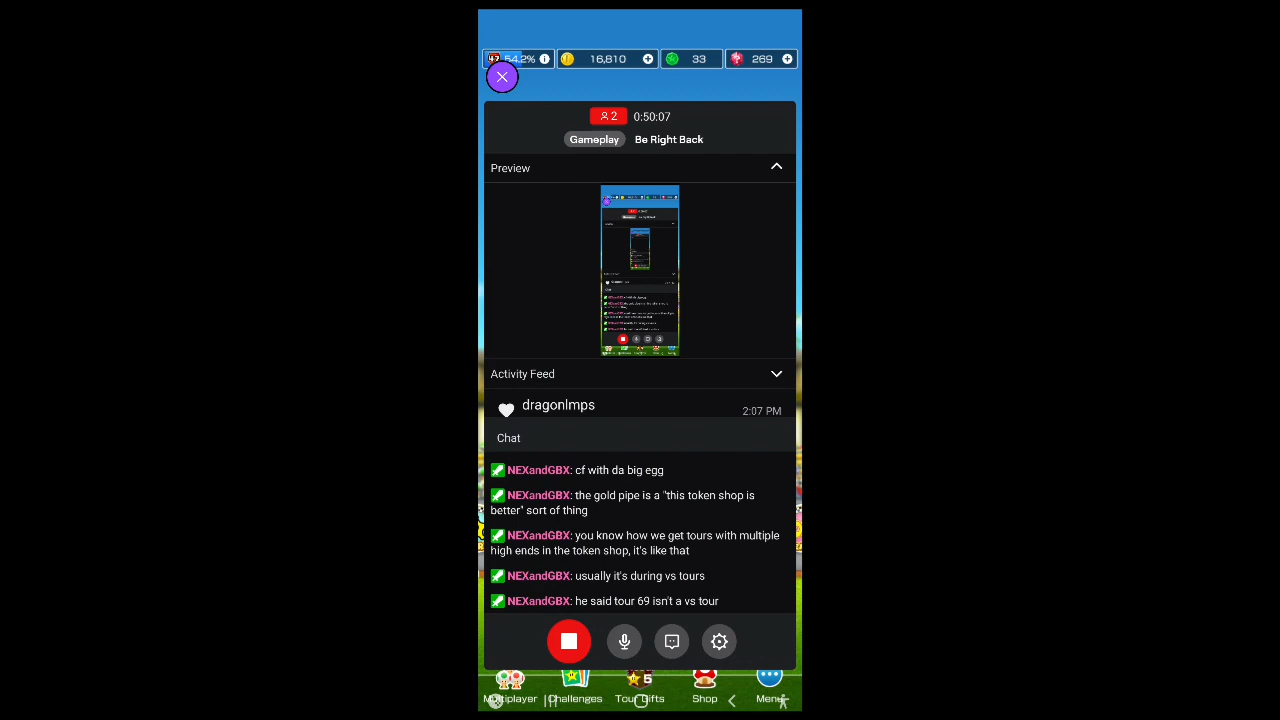 47 54.2% 16,810 33 269
2 0:50:07
Gameplay Be Right Back
Preview
Activity Feed
dragonlmps
2:07 PM
Chat
NEXandGBX: cf with da big egg
NEXandGBX: the gold pipe is a "this token shop is
better" sort of thing
NEXandGBX: you know how we get tours with multiple
high ends in the token shop, it's like that
NEXandGBX: usually it's during vs tours
NEXandGBX: he said tour 69 isn't a vs tour
5
Multiplayer Challenges Tour Gifts Shop Menu